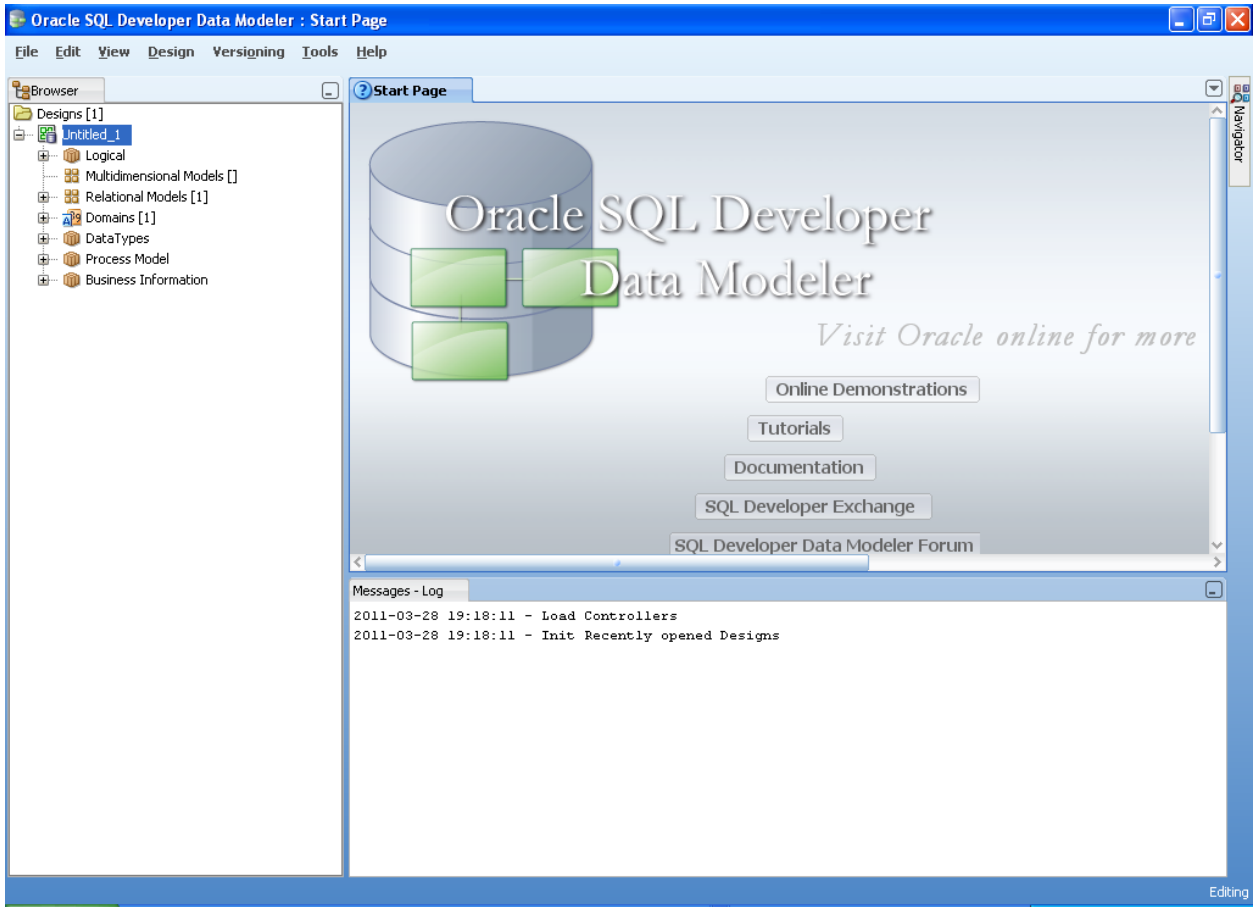 Oracle SQL Developer Data Modeler : Start Page
File Edit View Design Versioning Tools Help
Browser
Designs [1]
Untitled_1
Logical
Multidimensional Models []
Relational Models [1]
Domains [1]
DataTypes
Process Model
Business Information
Start Page
Oracle SQL Developer
Data Modeler
Visit Oracle online for more
Online Demonstrations
Tutorials
Documentation
SQL Developer Exchange
SQL Developer Data Modeler Forum
Navigator
Messages - Log
2011-03-28 19:18:11 - Load Controllers
2011-03-28 19:18:11 - Init Recently opened Designs
Editing